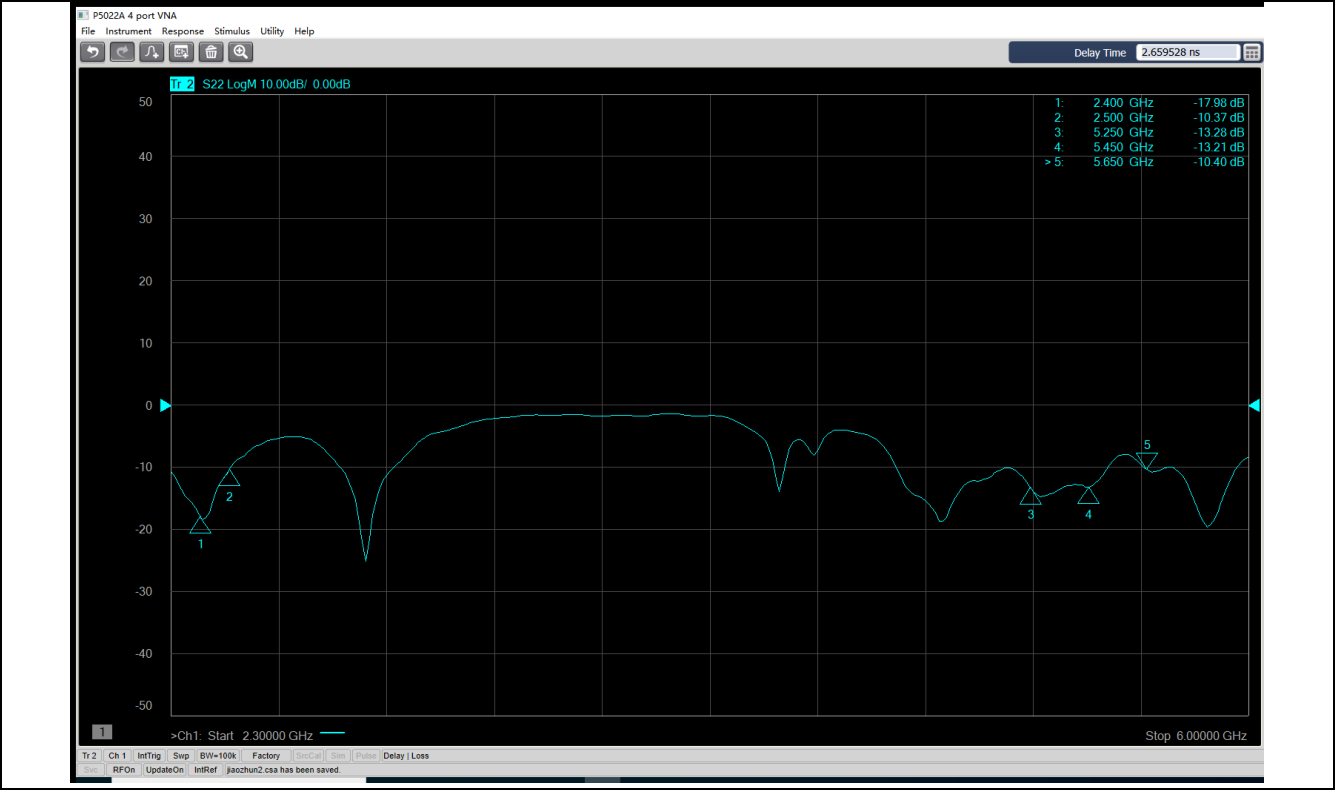 P5022A 4 port VNA
File Instrument Response Stimulus Utility Help
Delay Time 2.659528 ns
Tr 2 S22 LogM 10.00dB/ 0.00dB
50
40
30
20
10
0
-10
-20
-30
-40
-50
1: 2.400 GHz -17.98 dB
2: 2.500 GHz -10.37 dB
3: 5.250 GHz -13.28 dB
4: 5.450 GHz -13.21 dB
> 5: 5.650 GHz -10.40 dB
5
2
3
4
1
1
>Ch1: Start 2.30000 GHz
Stop 6.00000 GHz
Tr 2 Ch 1 IntTrig Swp BW=100k Factory SrcCal Sim Pulse Delay | Loss
Svc RFOn UpdateOn IntRef jiaozhun2.csa has been saved.